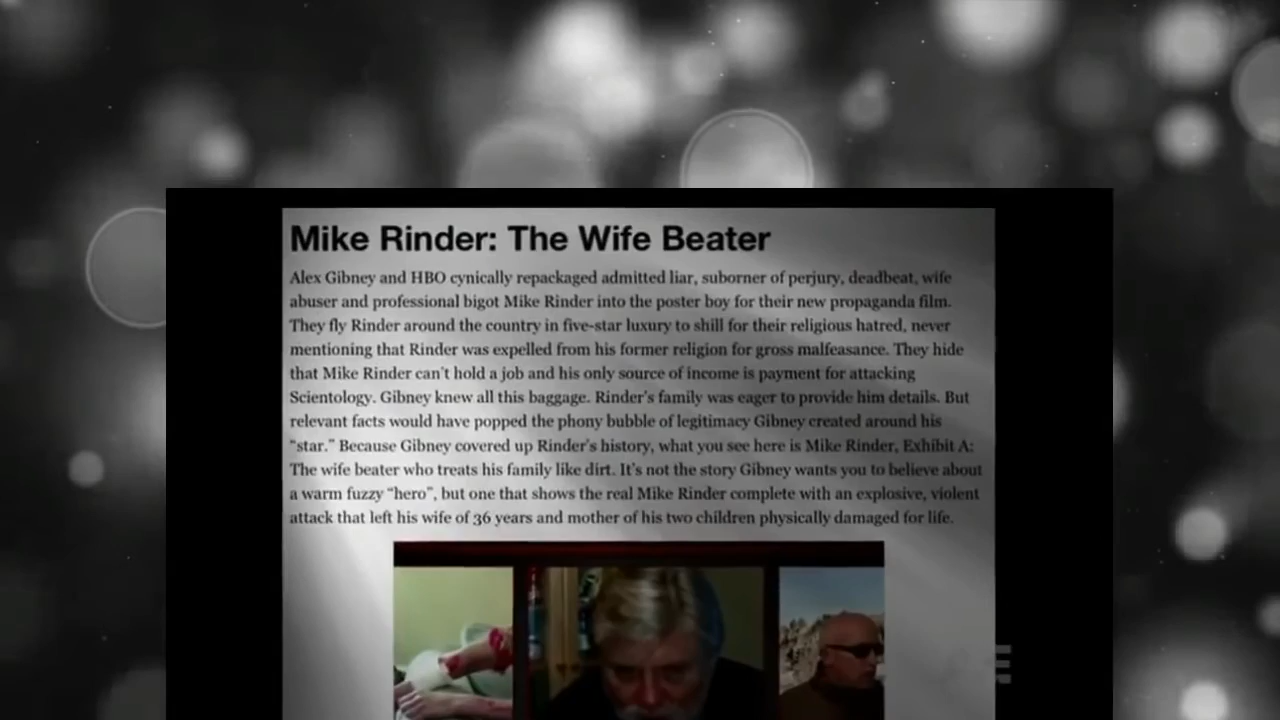 Mike Rinder: The Wife Beater
Alex Gibney and HBO cynically repackaged admitted liar, suborner of perjury, deadbeat, wife
abuser and professional bigot Mike Rinder into the poster boy for their new propaganda film.
They fly Rinder around the country in five-star luxury to shill for their religious hatred, never
mentioning that Rinder was expelled from his former religion for gross malfeasance. They hide
that Mike Rinder can't hold a job and his only source of income is payment for attacking
Scientology. Gibney knew all this baggage. Rinder's family was eager to provide him details. But
relevant facts would have popped the phony bubble of legitimacy Gibney created around his
“star.” Because Gibney covered up Rinder's history, what you see here is Mike Rinder, Exhibit A:
The wife beater who treats his family like dirt. It's not the story Gibney wants you to believe about
a warm fuzzy “hero”, but one that shows the real Mike Rinder complete with an explosive, violent
attack that left his wife of 36 years and mother of his two children physically damaged for life.